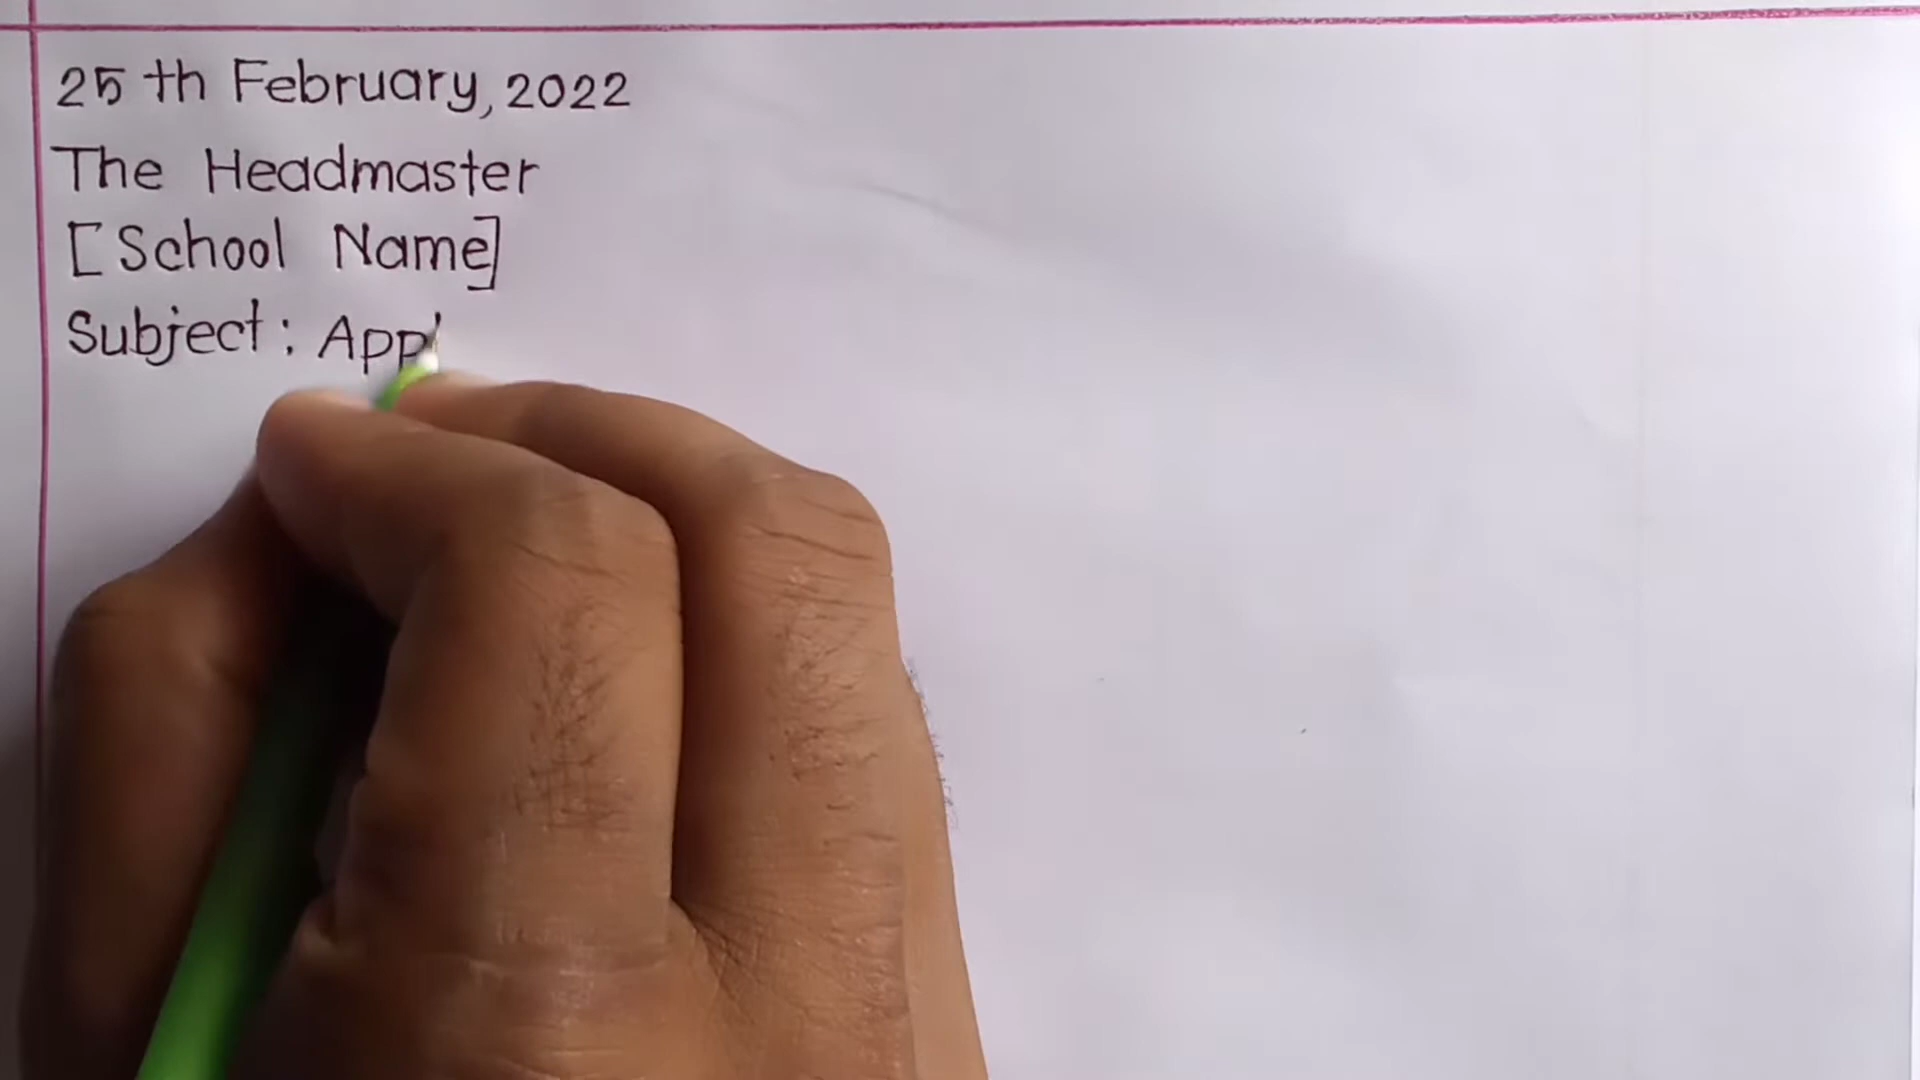 25 th February, 2022
The Headmaster
[School Name]
Subject: App